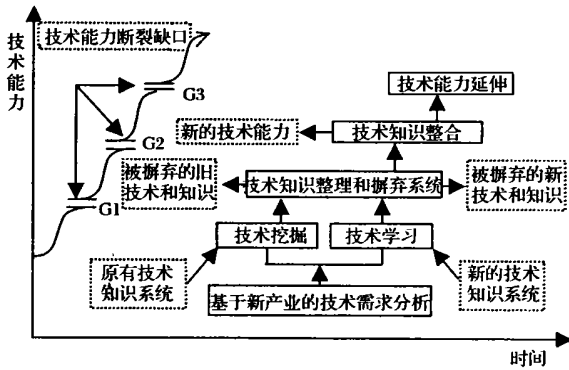 技术能力
技术能力断裂缺口
G3
G2
G1
技术能力延伸
新的技术能力
技术知识整合
被摒弃的旧
技术和知识
技术知识整理和摒弃系统
被摒弃的新
技术和知识
技术挖掘
技术学习
原有技术
知识系统
新的技术
知识系统
基于新产业的技术需求分析
时间